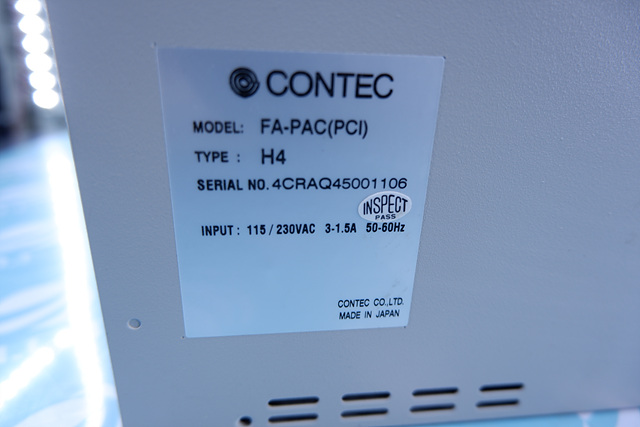 CONTEC
MODEL: FA-PAC(PCI)
TYPE : H4
SERIAL NO. 4CRAQ45001106
INSPECT
PASS
INPUT : 115 / 230VAC 3-1.5A 50-60Hz
CONTEC CO.,LTD.
MADE IN JAPAN